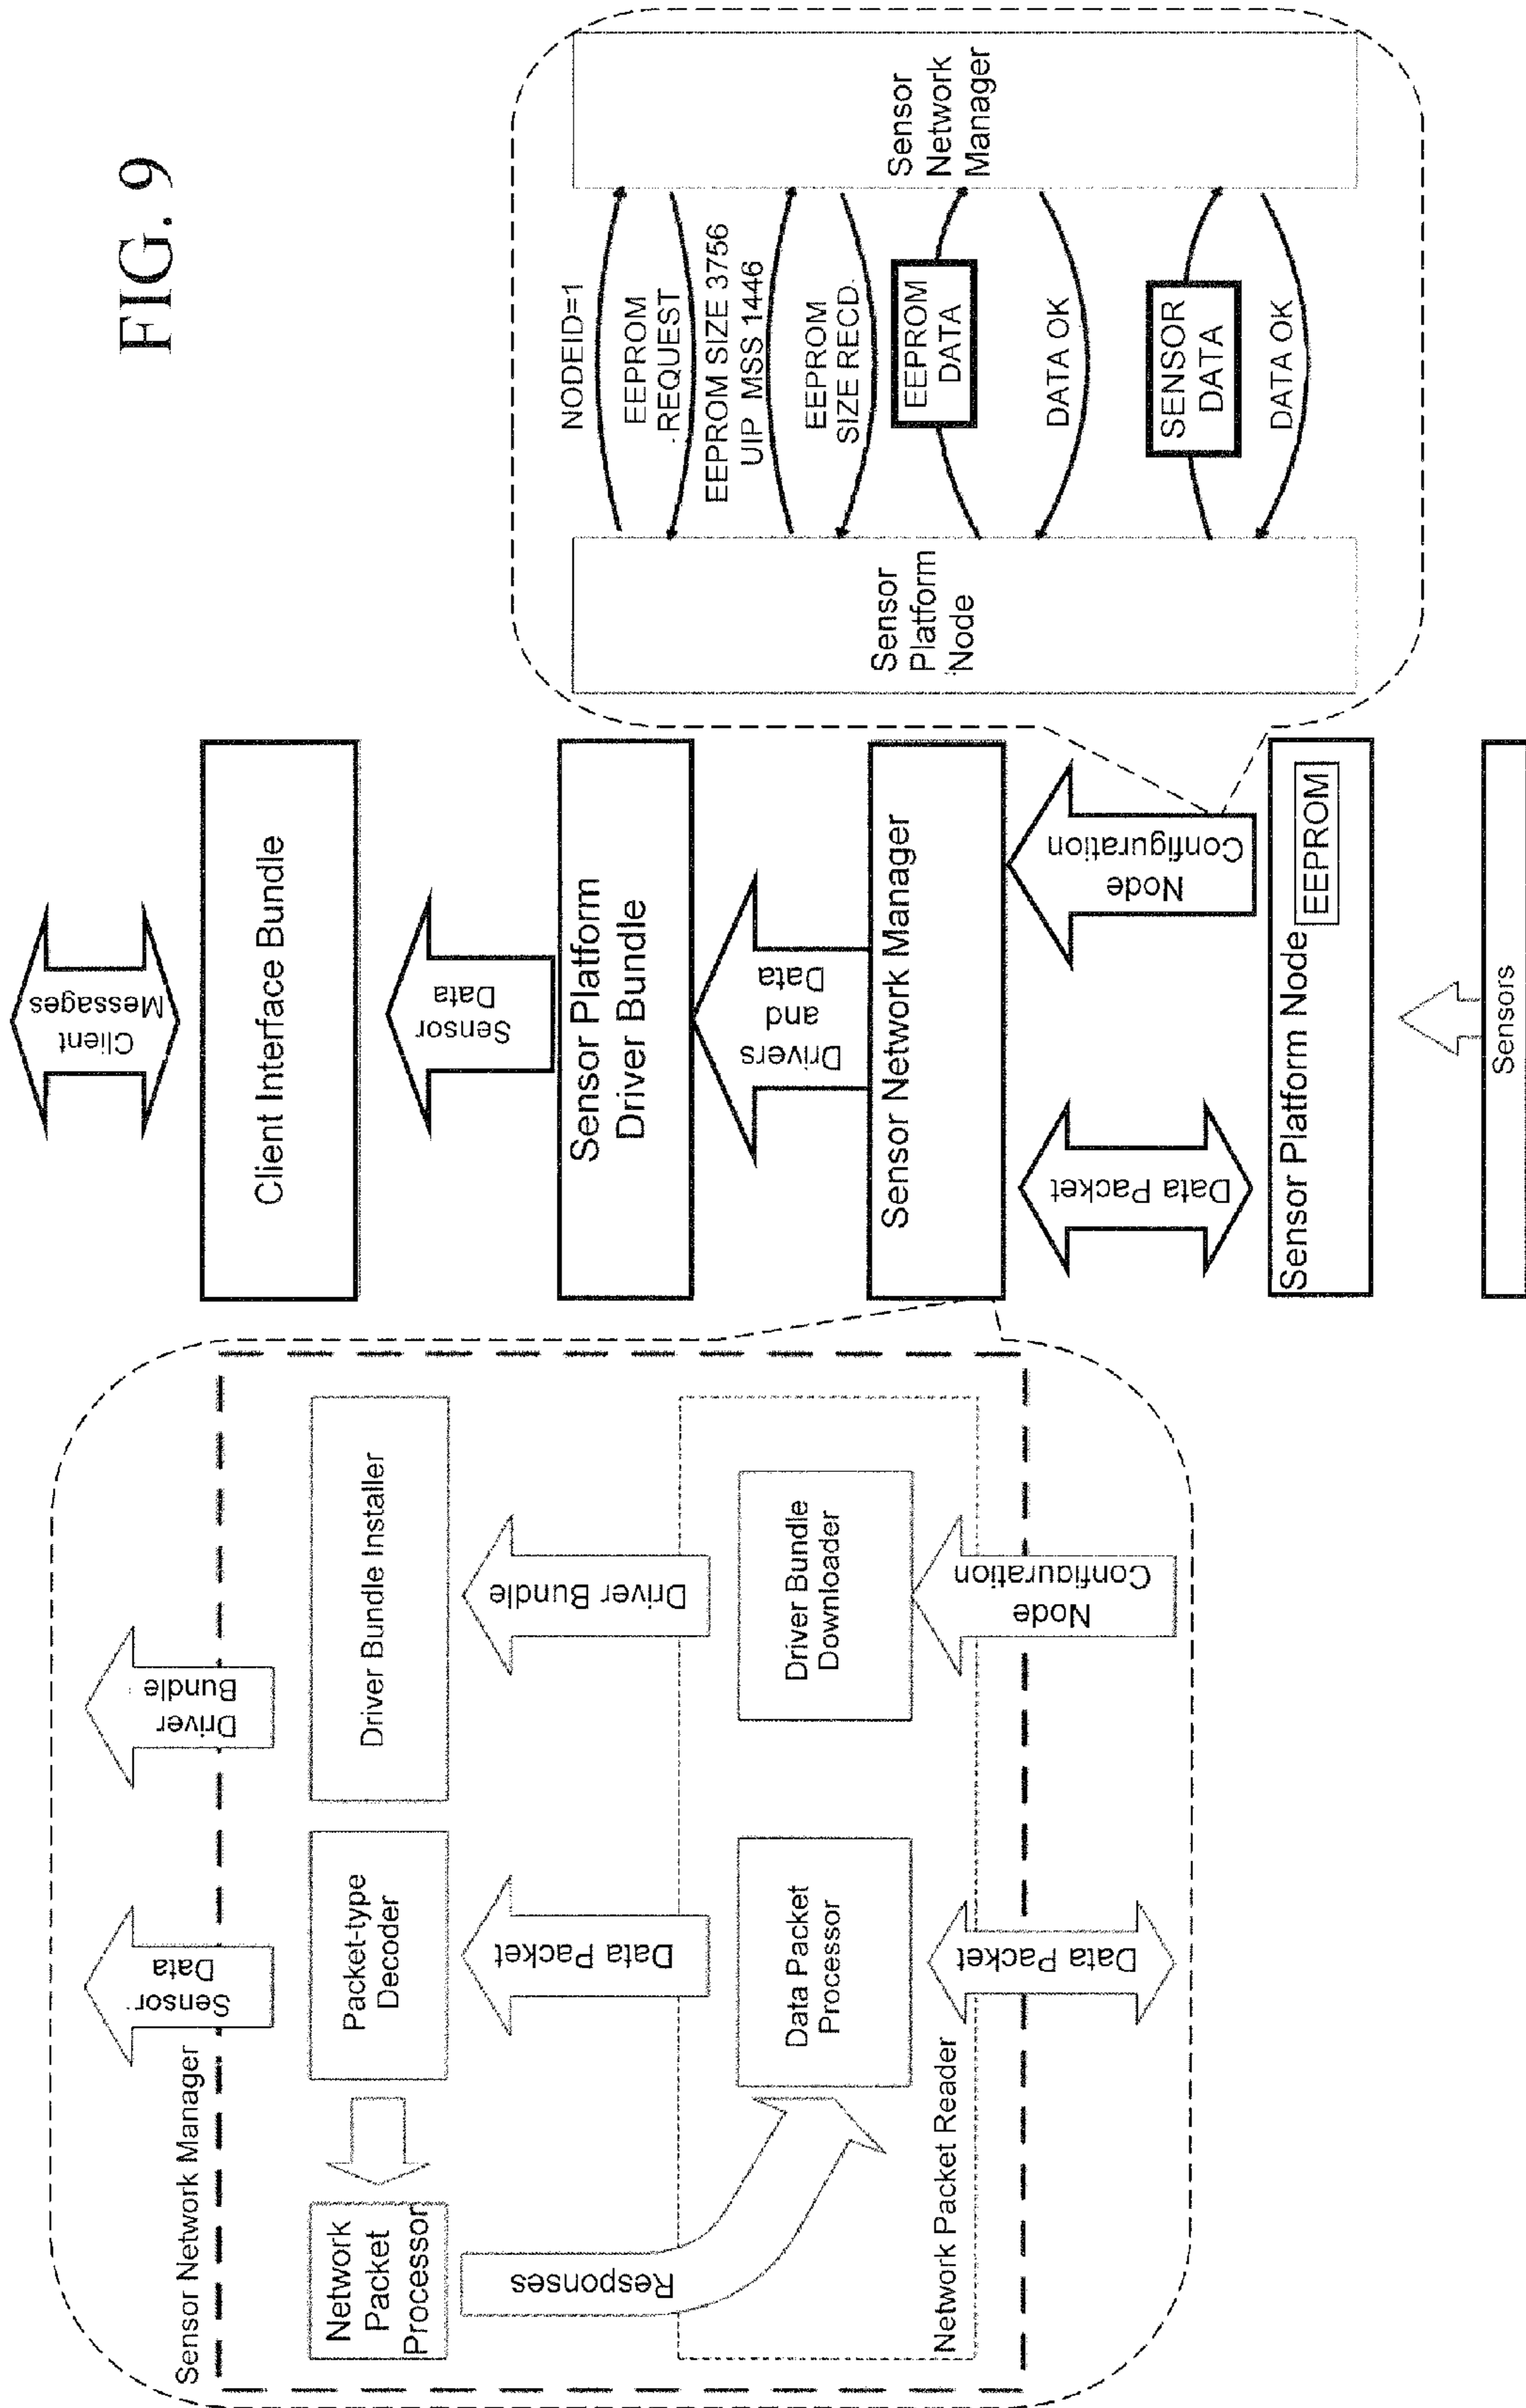 FIG. 9
Sensor Network Manager
Sensor
Data
Driver
Bundle
Network
Packet
Processor
Packet-type
Decoder
Driver Bundle Installer
Responses
Data Packet
Driver Bundle
Data Packet
Processor
Driver Bundle
Downloader
Network Packet Reader
Data Packet
Node
Configuration
Client
Messages
Client Interface Bundle
Sensor
Data
Sensor Platform
Driver Bundle
Drivers
and
Data
Sensor Network Manager
Data Packet
Node
Configuration
Sensor Platform Node
EEPROM
Sensors
Sensor
Platform
Node
NODEID=1
EEPROM
REQUEST
EEPROM SIZE 3756
UIP MSS 1446
EEPROM
SIZE RECD.
EEPROM
DATA
DATA OK
SENSOR
DATA
DATA OK
Sensor
Network
Manager